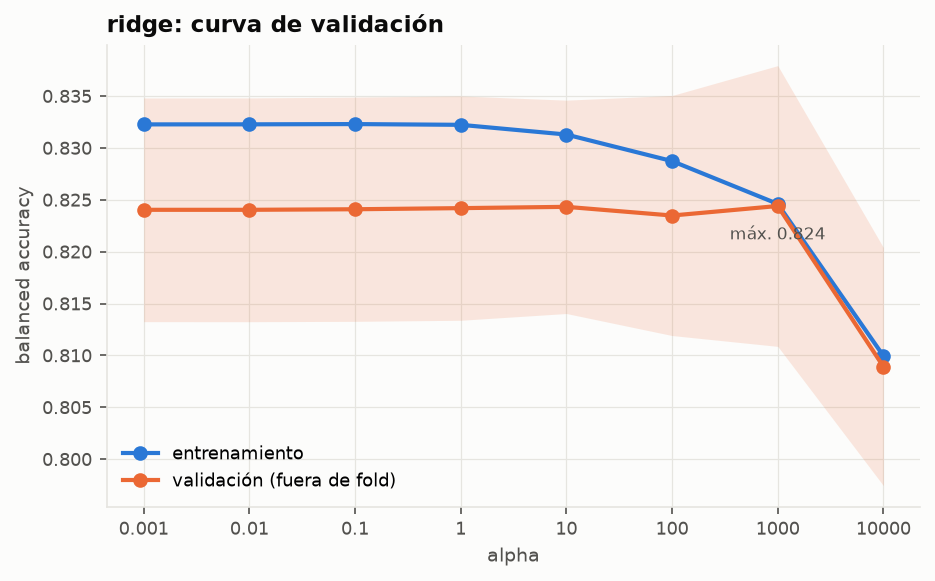 ridge: curva de validación
balanced accuracy
0.835
0.830
0.825
0.820
0.815
0.810
0.805
0.800
máx. 0.824
entrenamiento
validación (fuera de fold)
0.001 0.01 0.1 1 10 100 1000 10000
alpha